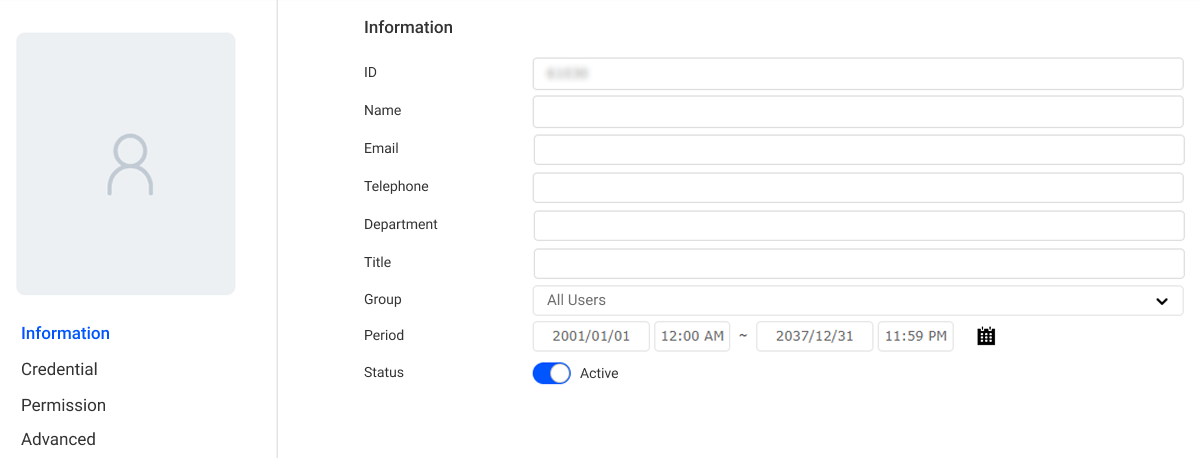 Information
ID
Name
Email
Telephone
Department
Title
Group All Users
Period 2001/01/01 12:00 AM ~ 2037/12/31 11:59 PM
Status Active
Information
Credential
Permission
Advanced